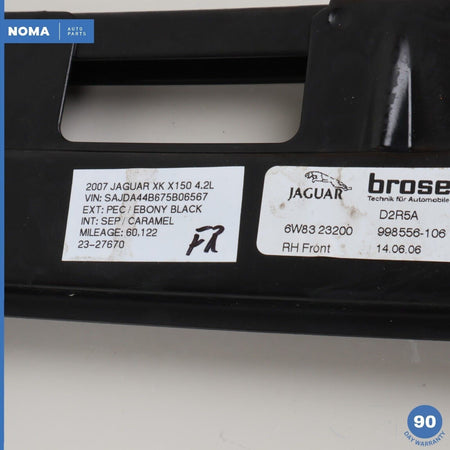 NOMA AUTO PARTS
2007 JAGUAR XK X150 4.2L
VIN: SAJDA44B675B06567
EXT: PEC / EBONY BLACK
INT: SEP / CARAMEL
MILEAGE: 60,122
23-27670
FR
JAGUAR
brose
Technik für Automobile
D2R5A
6W83 23200 998556-106
RH Front 14.06.06
90
DAY WARRANTY